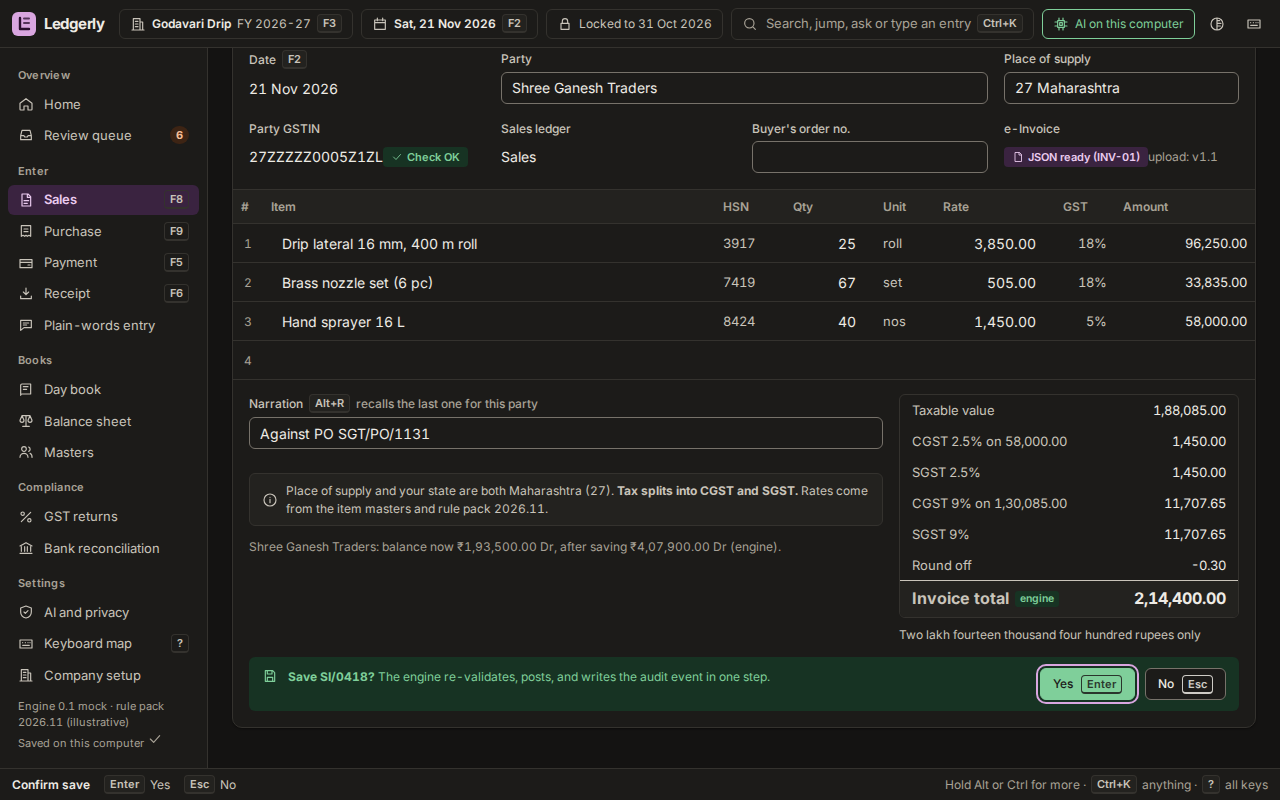 Ledgerly
Godavari Drip FY 2026-27 F3
Sat, 21 Nov 2026 F2
Locked to 31 Oct 2026
Search, jump, ask or type an entry Ctrl+K
AI on this computer
Overview
Home
Review queue 6
Enter
Sales F8
Purchase F9
Payment F5
Receipt F6
Plain-words entry
Books
Day book
Balance sheet
Masters
Compliance
GST returns
Bank reconciliation
Settings
AI and privacy
Keyboard map ?
Company setup
Engine 0.1 mock · rule pack
2026.11 (illustrative)
Saved on this computer
Date F2 Party Place of supply
21 Nov 2026 Shree Ganesh Traders 27 Maharashtra
Party GSTIN Sales ledger Buyer's order no. e-Invoice
27ZZZZZ0005Z1ZL Check OK Sales JSON ready (INV-01) upload: v1.1
# Item HSN Qty Unit Rate GST Amount
1 Drip lateral 16 mm, 400 m roll 3917 25 roll 3,850.00 18% 96,250.00
2 Brass nozzle set (6 pc) 7419 67 set 505.00 18% 33,835.00
3 Hand sprayer 16 L 8424 40 nos 1,450.00 5% 58,000.00
4
Narration Alt+R recalls the last one for this party
Against PO SGT/PO/1131
Place of supply and your state are both Maharashtra (27). Tax splits into CGST and SGST. Rates come
from the item masters and rule pack 2026.11.
Shree Ganesh Traders: balance now ₹1,93,500.00 Dr, after saving ₹4,07,900.00 Dr (engine).
Taxable value 1,88,085.00
CGST 2.5% on 58,000.00 1,450.00
SGST 2.5% 1,450.00
CGST 9% on 1,30,085.00 11,707.65
SGST 9% 11,707.65
Round off -0.30
Invoice total engine 2,14,400.00
Two lakh fourteen thousand four hundred rupees only
Save SI/0418? The engine re-validates, posts, and writes the audit event in one step.
Yes Enter No Esc
Confirm save Enter Yes Esc No
Hold Alt or Ctrl for more · Ctrl+K anything · ? all keys